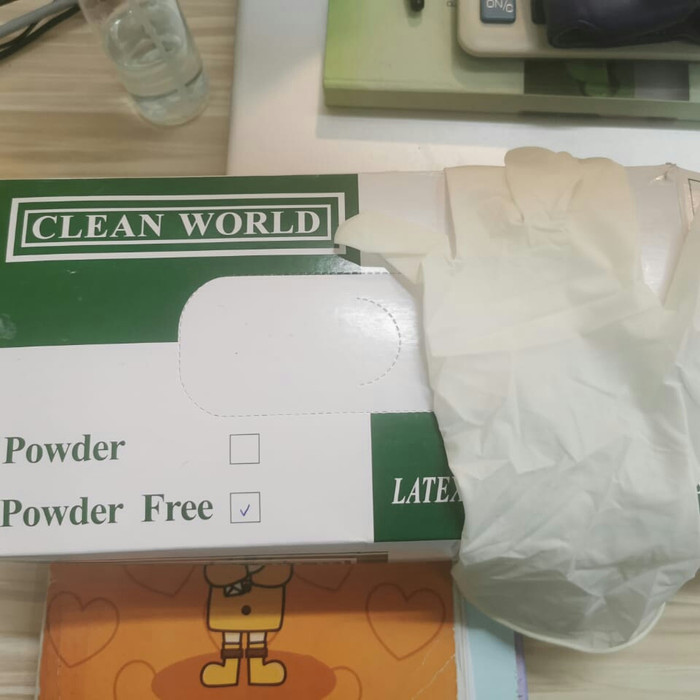 ON/C
CLEAN WORLD
Powder
Powder Free
LATEX